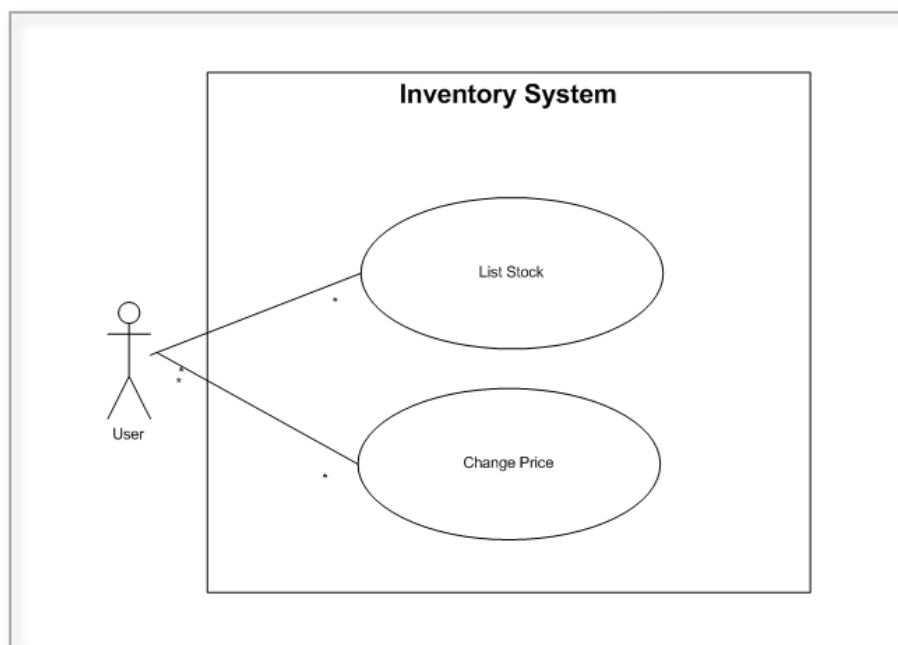 Inventory System
List Stock
*
*
*
User
Change Price
*